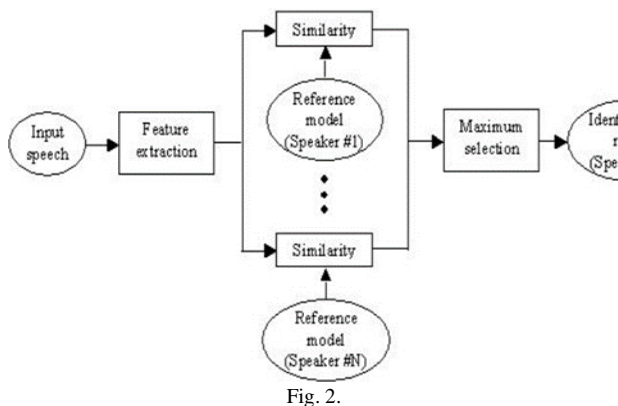 Similarity
Reference
model
(Speaker #1)
Input
speech
Feature
extraction
Maximum
selection
Similarity
Reference
model
(Speaker #N)
Fig. 2.